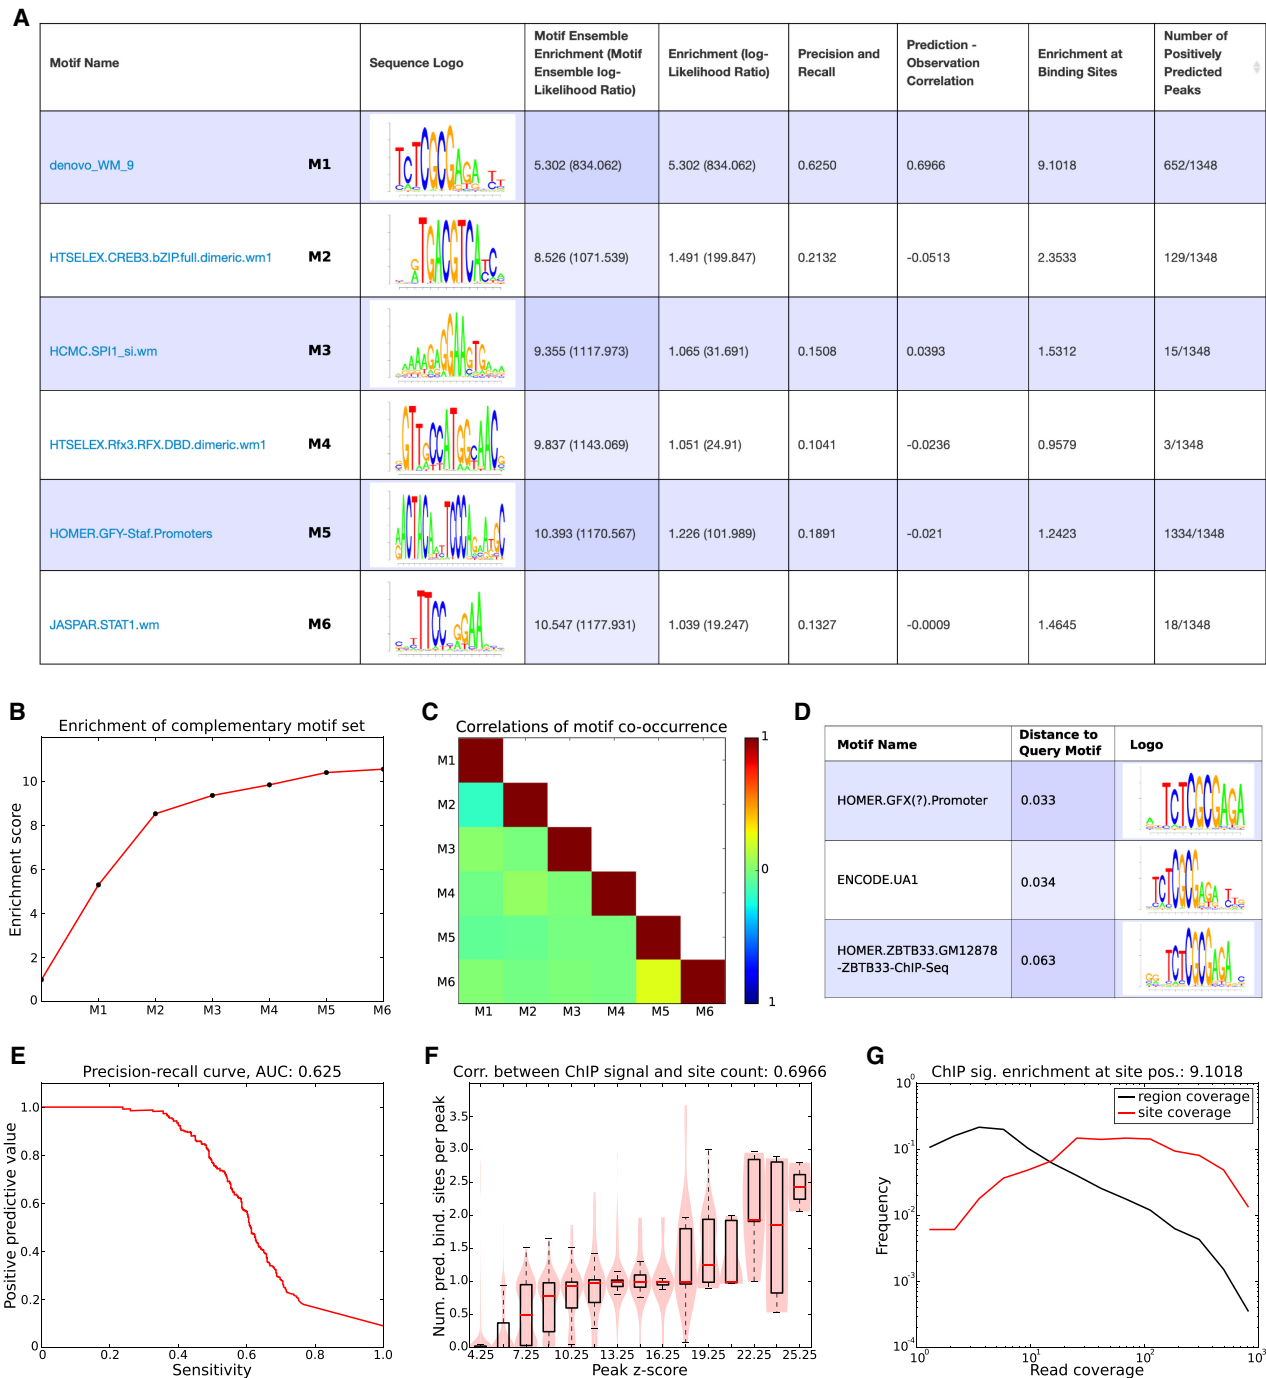 A
Motif Name
Sequence Logo
Motif Ensemble
Enrichment (Motif
Ensemble log-
Likelihood Ratio)
Enrichment (log-
Likelihood Ratio)
Precision and
Recall
Prediction -
Observation
Correlation
Enrichment at
Binding Sites
Number of
Positively
Predicted
Peaks
denovo_WM_9 M1 5.302 (834.062) 5.302 (834.062) 0.6250 0.6966 9.1018 652/1348
HTSELEX.CREB3.bZIP.full.dimeric.wm1 M2 8.526 (1071.539) 1.491 (199.847) 0.2132 -0.0513 2.3533 129/1348
HCMC.SPI1_si.wm M3 9.355 (1117.973) 1.065 (31.691) 0.1508 0.0393 1.5312 15/1348
HTSELEX.Rfx3.RFX.DBD.dimeric.wm1 M4 9.837 (1143.069) 1.051 (24.91) 0.1041 -0.0236 0.9579 3/1348
HOMER.GFY-Staf.Promoters M5 10.393 (1170.567) 1.226 (101.989) 0.1891 -0.021 1.2423 1334/1348
JASPAR.STAT1.wm M6 10.547 (1177.931) 1.039 (19.247) 0.1327 -0.0009 1.4645 18/1348
B
Enrichment of complementary motif set
Enrichment score
10
8
6
4
2
0
M1 M2 M3 M4 M5 M6
C
Correlations of motif co-occurrence
M1
M2
M3
M4
M5
M6
M1 M2 M3 M4 M5 M6
1
0
1
D
Motif Name
Distance to
Query Motif
Logo
HOMER.GFX(?).Promoter 0.033
ENCODE.UA1 0.034
HOMER.ZBTB33.GM12878
-ZBTB33-ChIP-Seq
0.063
E
Precision-recall curve, AUC: 0.625
Positive predictive value
1.0
0.8
0.6
0.4
0.2
0
0 0.2 0.4 0.6 0.8 1.0
Sensitivity
F
Corr. between ChIP signal and site count: 0.6966
Num. pred. bind. sites per peak
3.5
3.0
2.5
2.0
1.5
1.0
0.5
0.0
4.25 7.25 10.25 13.25 16.25 19.25 22.25 25.25
Peak z-score
G
ChIP sig. enrichment at site pos.: 9.1018
region coverage
site coverage
Frequency
10⁰
10⁻¹
10⁻²
10⁻³
10⁻⁴
10⁰ 10¹ 10² 10³
Read coverage